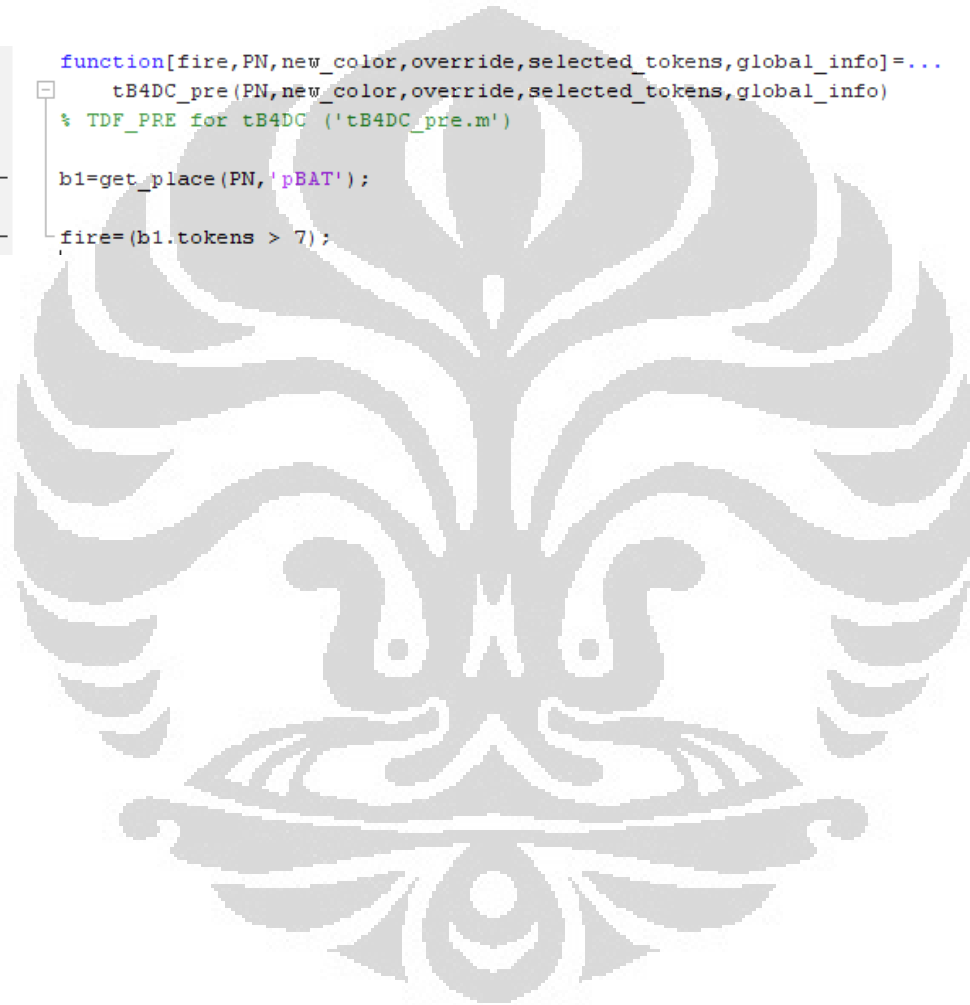 function[fire,PN,new_color,override,selected_tokens,global_info]=...
tB4DC_pre(PN,new_color,override,selected_tokens,global_info)
% TDF_PRE for tB4DC ('tB4DC_pre.m')
b1=get_place(PN,'pBAT');
fire=(b1.tokens > 7);